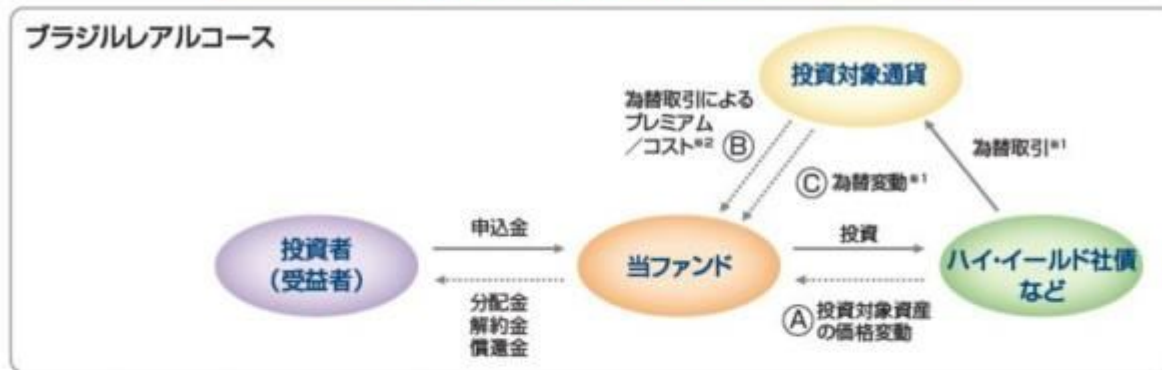 ブラジルレアルコース
投資対象通貨
為替取引による
プレミアム
／コスト※2 Ⓑ
為替取引※1
Ⓒ 為替変動※1
投資者
（受益者）
申込金
分配金
解約金
償還金
当ファンド
投資
Ⓐ 投資対象資産
の価格変動
ハイ・イールド社債
など